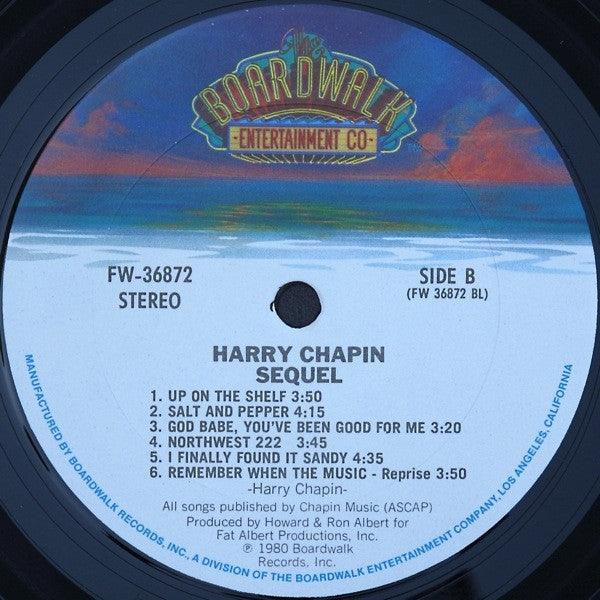 The
BOARDWALK
ENTERTAINMENT CO
FW-36872
STEREO
SIDE B
(FW 36872 BL)
HARRY CHAPIN
SEQUEL
1. UP ON THE SHELF 3:50
2. SALT AND PEPPER 4:15
3. GOD BABE, YOU'VE BEEN GOOD FOR ME 3:20
4. NORTHWEST 222 3:45
5. I FINALLY FOUND IT SANDY 4:35
6. REMEMBER WHEN THE MUSIC - Reprise 3:50
-Harry Chapin-
All songs published by Chapin Music (ASCAP)
Produced by Howard & Ron Albert for
Fat Albert Productions, Inc.
℗ 1980 Boardwalk
Records, Inc.
MANUFACTURED BY BOARDWALK RECORDS, INC., A DIVISION OF THE BOARDWALK ENTERTAINMENT COMPANY, LOS ANGELES, CALIFORNIA